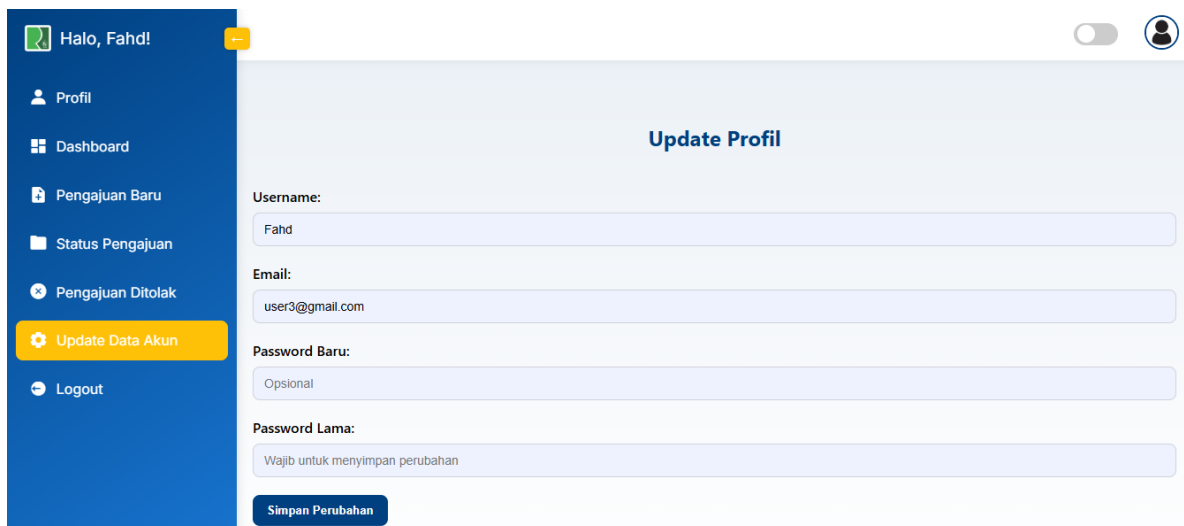 Halo, Fahd!
←
Profil
Dashboard
Pengajuan Baru
Status Pengajuan
Pengajuan Ditolak
Update Data Akun
Logout
Update Profil
Username:
Fahd
Email:
user3@gmail.com
Password Baru:
Opsional
Password Lama:
Wajib untuk menyimpan perubahan
Simpan Perubahan